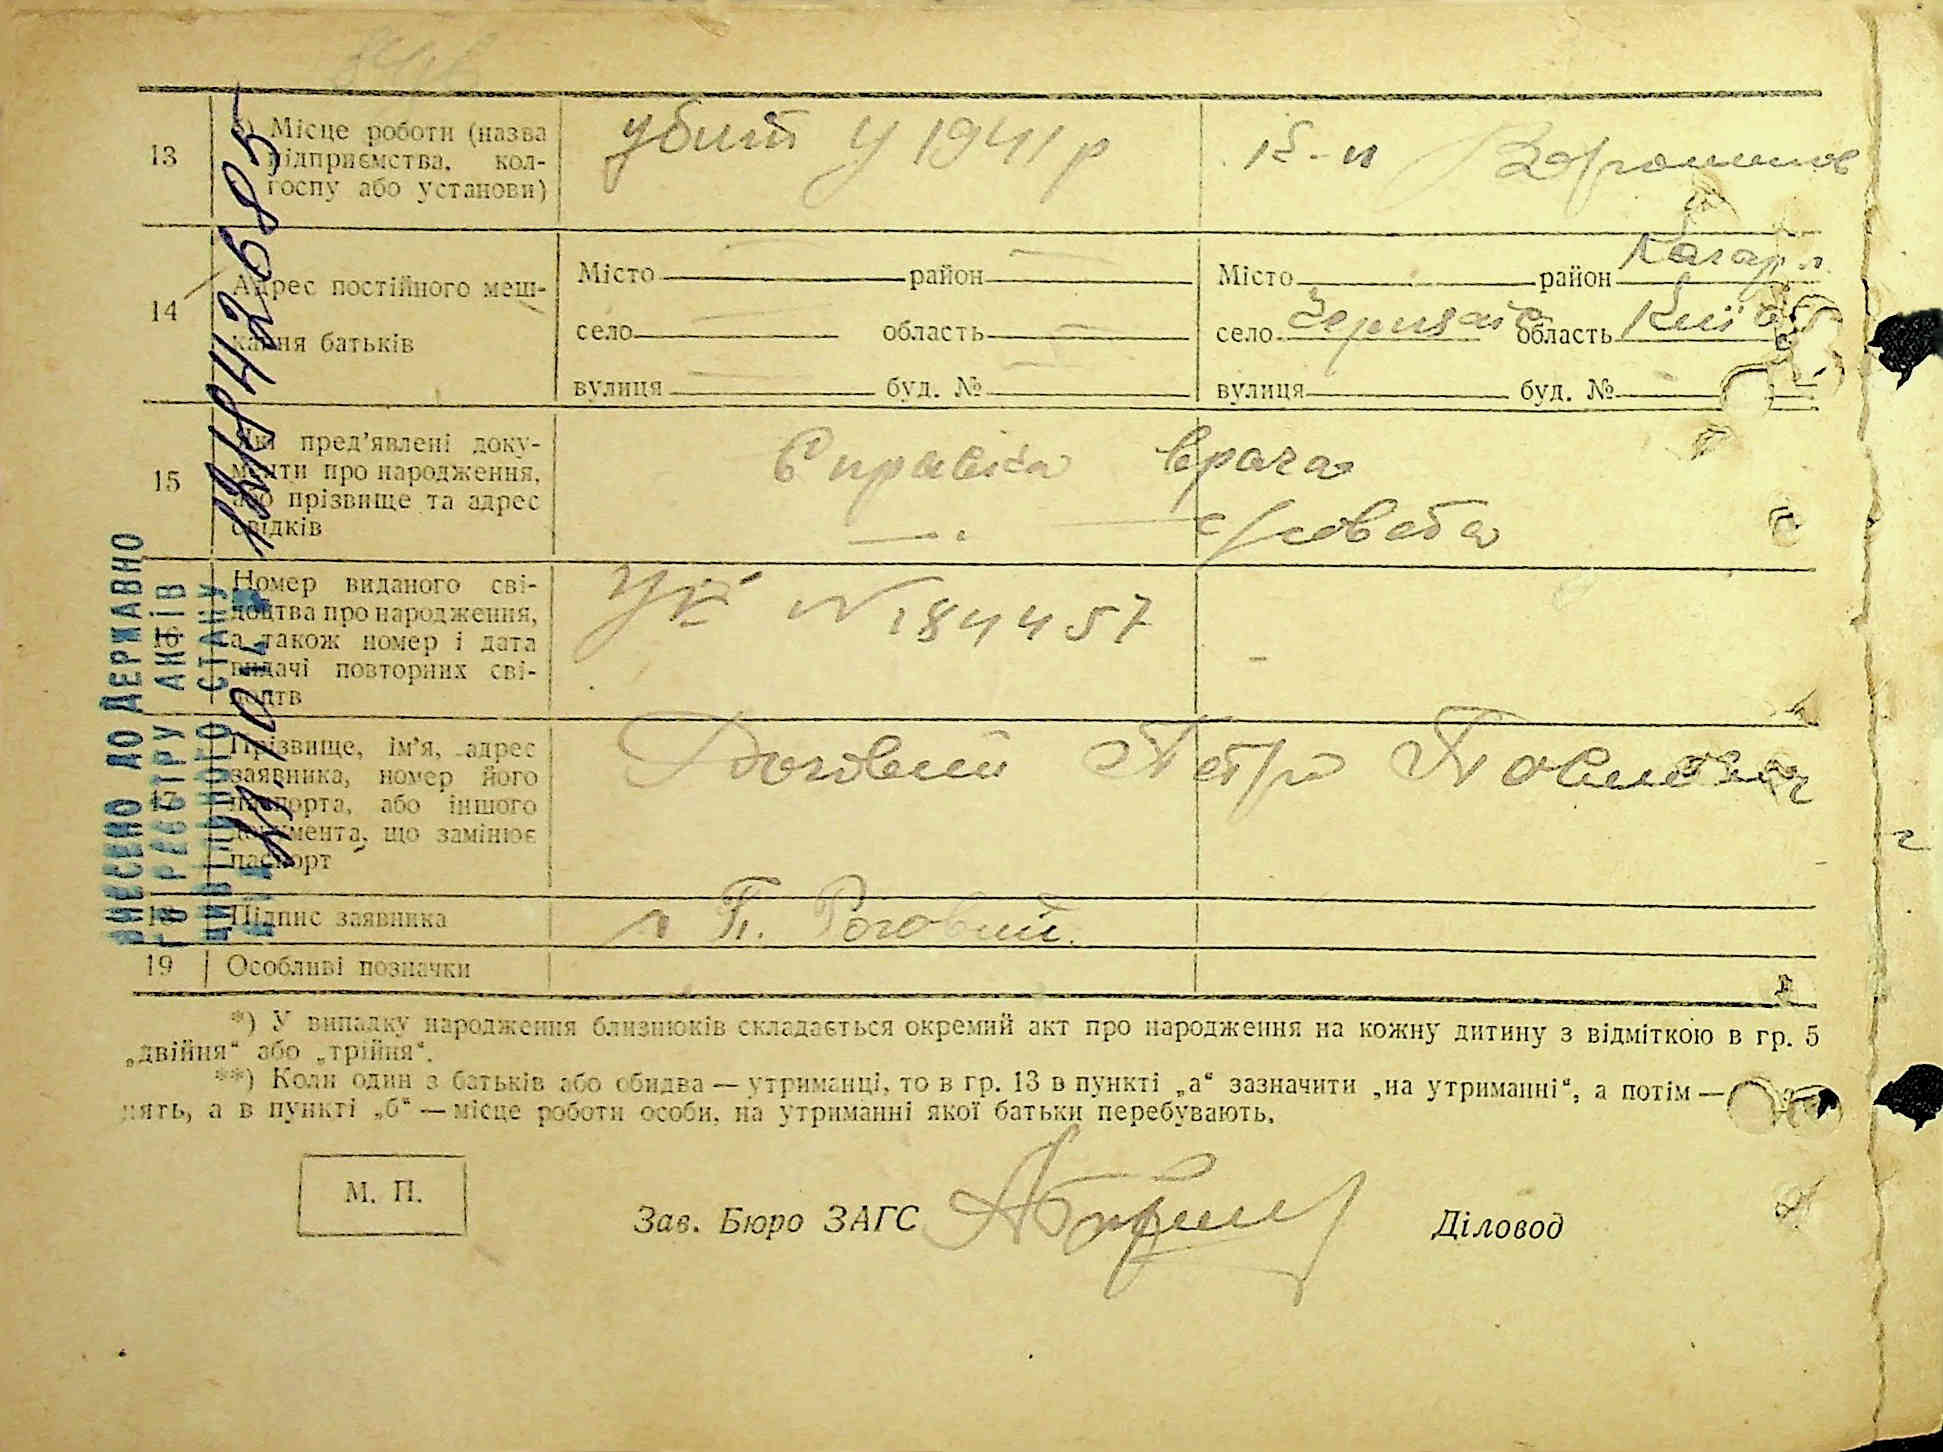 13
б) Місце роботи (назва
підприємства, кол-
госпу або установи)
убит у 1941 р
14
Адрес постійного меш-
кання батьків
Місто район
село область
вулиця буд. №
Місто район Кагарл.
село область Київ
вулиця буд. №
15
Які пред'явлені доку-
менти про народження,
або прізвище та адрес
свідків
Справка врача
с/совета
16
Номер виданого сві-
доцтва про народження,
а також номер і дата
видачі повторних сві-
доцтв
УК № 184457
17
Прізвище, ім'я, адрес
заявника, номер його
паспорта, або іншого
документа, що замінює
паспорт
Роговий Петро
18
Підпис заявника
П. Роговий.
19
Особливі позначки
ВНЕСЕНО ДО ДЕРЖАВНО
ГО РЕЄСТРУ АКТІВ
ЦИВІЛЬНОГО СТАНУ
*) У випадку народження близнюків складається окремий акт про народження на кожну дитину з відміткою в гр. 5
„двійня“ або „трійня“.
**) Коли один з батьків або обидва — утриманці, то в гр. 13 в пункті „а“ зазначити „на утриманні“, а потім —
нять, а в пункті „б“ — місце роботи особи, на утриманні якої батьки перебувають.
М. П.
Зав. Бюро ЗАГС
Діловод